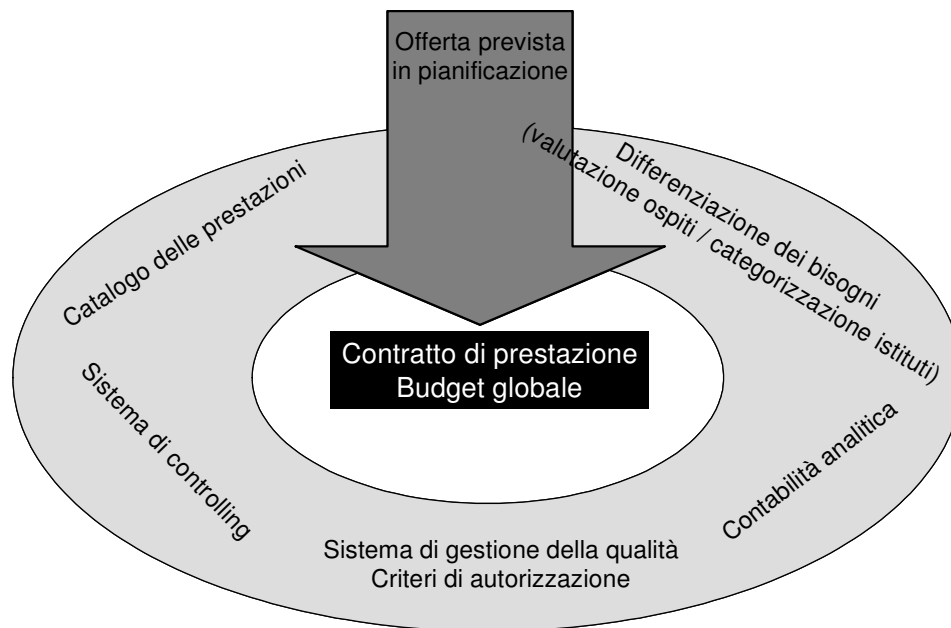 Offerta prevista
in pianificazione
Catalogo delle prestazioni
Differenziazione dei bisogni
(valutazione ospiti / categorizzazione istituti)
Contratto di prestazione
Budget globale
Sistema di controlling
Contabilità analitica
Sistema di gestione della qualità
Criteri di autorizzazione